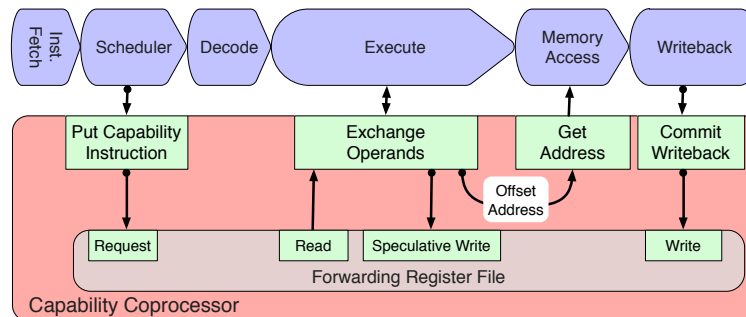 Inst.
Fetch
Scheduler
Decode
Execute
Memory
Access
Writeback
Put Capability
Instruction
Exchange
Operands
Get
Address
Commit
Writeback
Offset
Address
Request
Read
Speculative Write
Write
Forwarding Register File
Capability Coprocessor